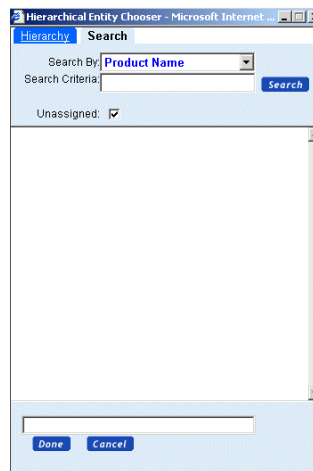 Hierarchical Entity Chooser - Microsoft Internet ...
Hierarchy Search
Search By: Product Name
Search Criteria:
Search
Unassigned:
Done Cancel